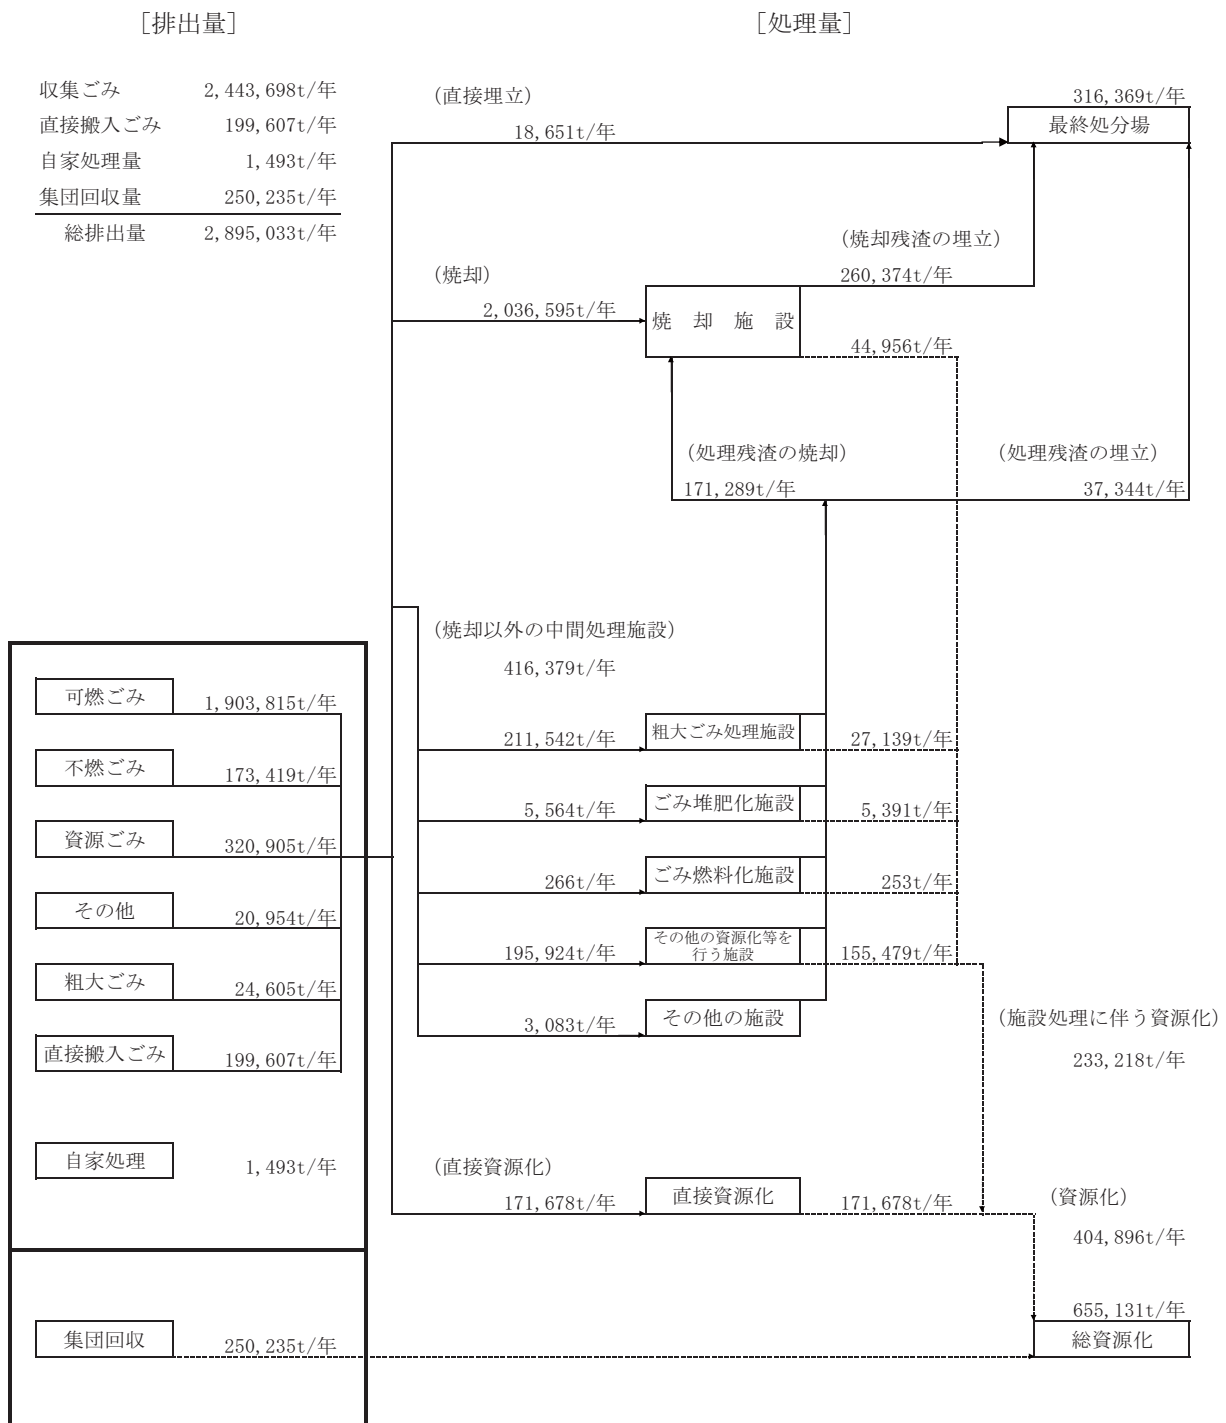 [排出量]
[処理量]
収集ごみ 2,443,698t/年
直接搬入ごみ 199,607t/年
自家処理量 1,493t/年
集団回収量 250,235t/年
総排出量 2,895,033t/年
(直接埋立)
18,651t/年
316,369t/年
最終処分場
(焼却残渣の埋立)
260,374t/年
(焼却)
2,036,595t/年
焼却施設
44,956t/年
(処理残渣の焼却)
171,289t/年
(処理残渣の埋立)
37,344t/年
(焼却以外の中間処理施設)
416,379t/年
可燃ごみ 1,903,815t/年
不燃ごみ 173,419t/年
資源ごみ 320,905t/年
その他 20,954t/年
粗大ごみ 24,605t/年
直接搬入ごみ 199,607t/年
自家処理 1,493t/年
211,542t/年 粗大ごみ処理施設 27,139t/年
5,564t/年 ごみ堆肥化施設 5,391t/年
266t/年 ごみ燃料化施設 253t/年
195,924t/年 その他の資源化等を
行う施設 155,479t/年
3,083t/年 その他の施設
(施設処理に伴う資源化)
233,218t/年
(直接資源化)
171,678t/年 直接資源化 171,678t/年
(資源化)
404,896t/年
655,131t/年
総資源化
集団回収 250,235t/年